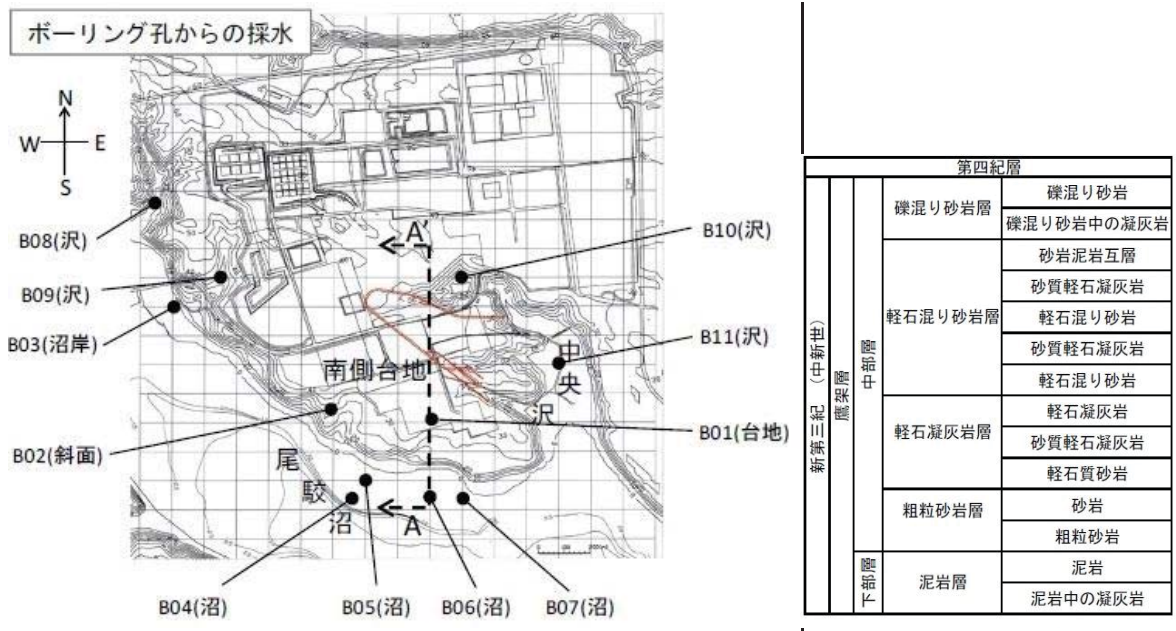 ボーリング孔からの採水
N
W
E
S
B08(沢)
B09(沢)
B03(沼岸)
B02(斜面)
B04(沼)
B05(沼)
B06(沼)
B07(沼)
B10(沢)
B11(沢)
B01(台地)
A'
A
南側台地
中央沢
尾駮沼
第四紀層
新第三紀（中新世）
鷹架層
中部層
下部層
礫混り砂岩層
礫混り砂岩
礫混り砂岩中の凝灰岩
軽石混り砂岩層
砂岩泥岩互層
砂質軽石凝灰岩
軽石混り砂岩
砂質軽石凝灰岩
軽石混り砂岩
軽石凝灰岩層
軽石凝灰岩
砂質軽石凝灰岩
軽石質砂岩
粗粒砂岩層
砂岩
粗粒砂岩
泥岩層
泥岩
泥岩中の凝灰岩